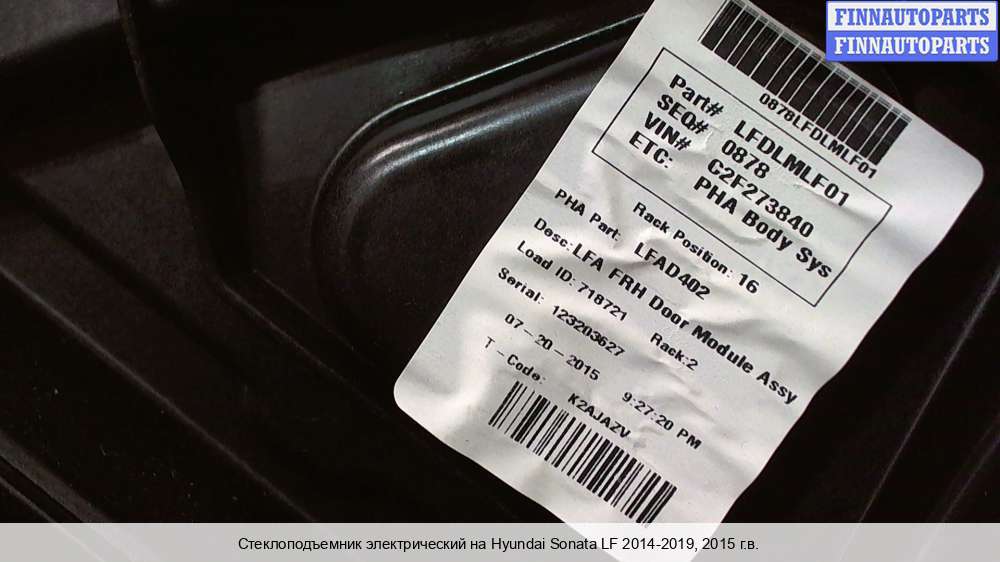 FINNAUTOPARTS
FINNAUTOPARTS
0878LFDLMLF01
Part# LFDLMLF01
SEQ# 0878
VIN# C2F273840
ETC: PHA Body Sys
Rack Position: 16
PHA Part: LFAD402
Desc: LFA FRH Door Module Assy
Load ID: 718721 Rack:2
Serial: 123203627
07-20-2015 9:27:20 PM
T-Code: K2AJAZV
Стеклоподъемник электрический на Hyundai Sonata LF 2014-2019, 2015 г.в.